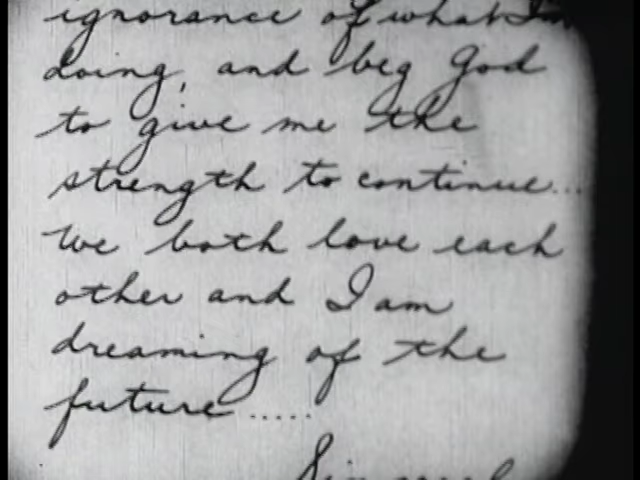 ignorance of what I'm
doing, and beg God
to give me the
strength to continue...
We both love each
other and I am
dreaming of the
future.....